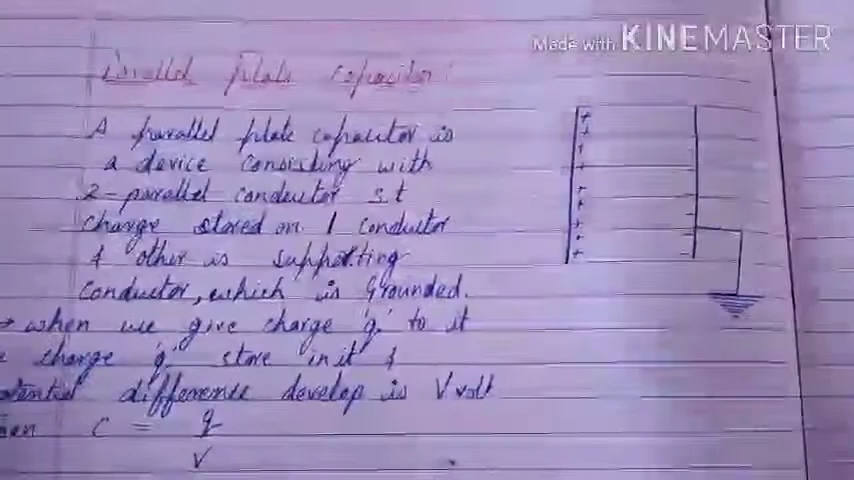 Made with KINEMASTER
Parallel plate capacitor :
A parallel plate capacitor is
a device consisting with
2-parallel conductor s.t
charge stored on 1 conductor
& other is supporting
conductor, which is Grounded.
→ when we give charge 'q' to it
charge 'q' store in it &
difference develop is V volt
C = q
V